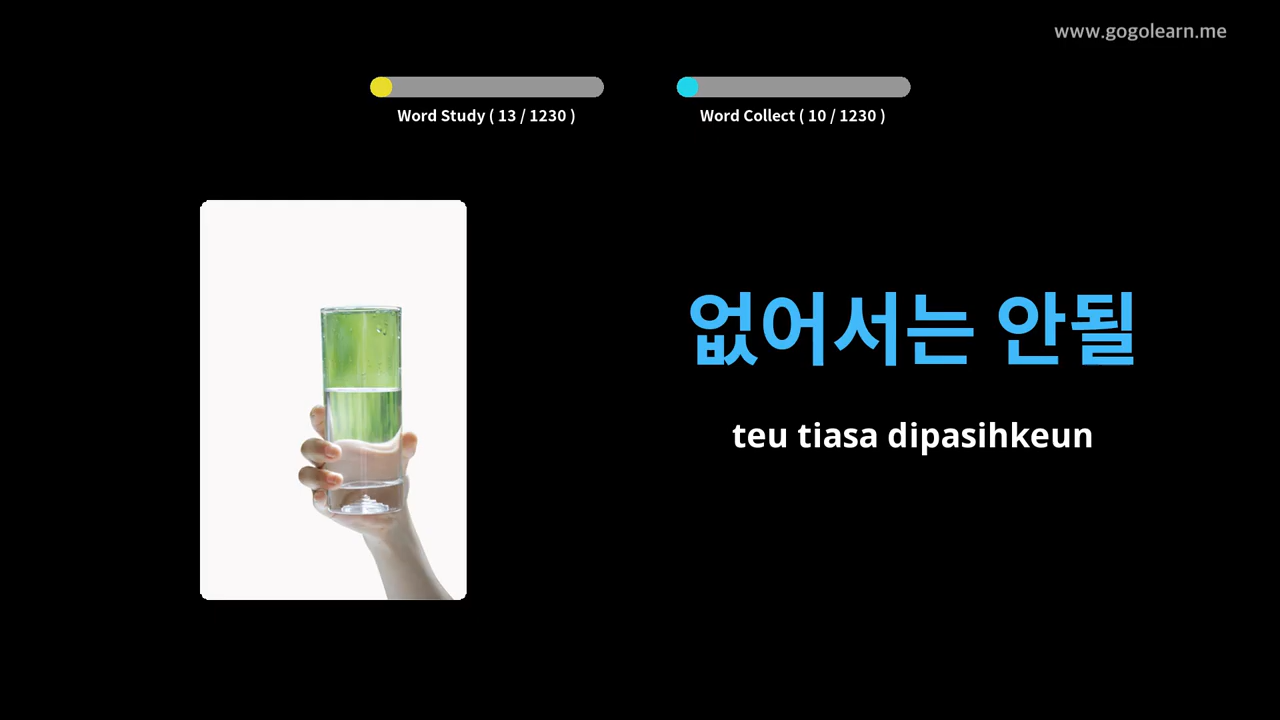 www.gogolearn.me
Word Study ( 13 / 1230 )
Word Collect ( 10 / 1230 )
없어서는 안될
teu tiasa dipasihkeun